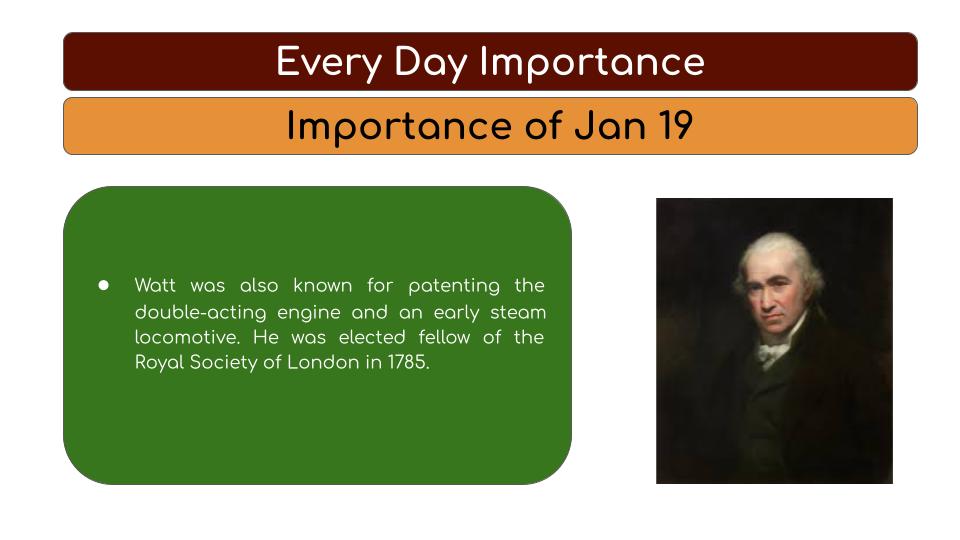 Every Day Importance
Importance of Jan 19
● Watt was also known for patenting the
double-acting engine and an early steam
locomotive. He was elected fellow of the
Royal Society of London in 1785.